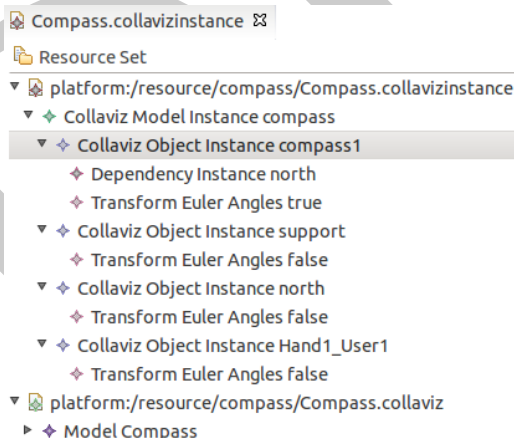 Compass.collavizinstance
Resource Set
platform:/resource/compass/Compass.collavizinstance
Collaviz Model Instance compass
Collaviz Object Instance compass1
Dependency Instance north
Transform Euler Angles true
Collaviz Object Instance support
Transform Euler Angles false
Collaviz Object Instance north
Transform Euler Angles false
Collaviz Object Instance Hand1_User1
Transform Euler Angles false
platform:/resource/compass/Compass.collaviz
Model Compass